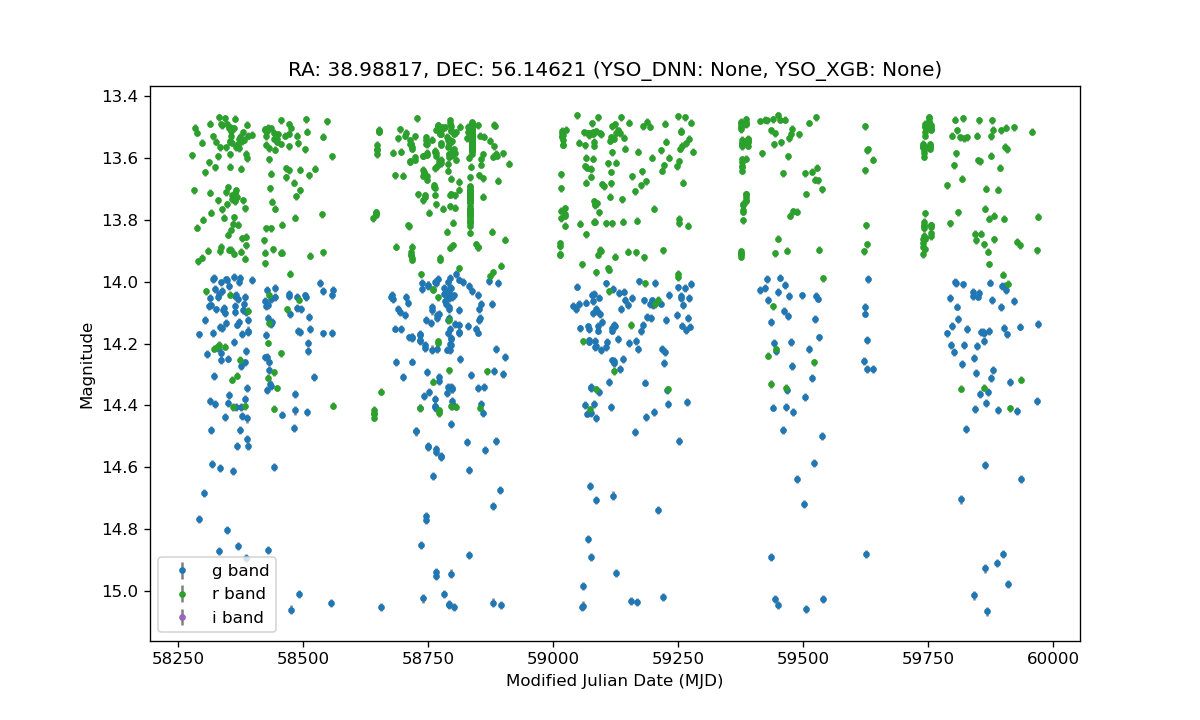 RA: 38.98817, DEC: 56.14621 (YSO_DNN: None, YSO_XGB: None)
13.4
13.6
13.8
14.0
14.2
14.4
14.6
14.8
15.0
Magnitude
g band
r band
i band
58250 58500 58750 59000 59250 59500 59750 60000
Modified Julian Date (MJD)